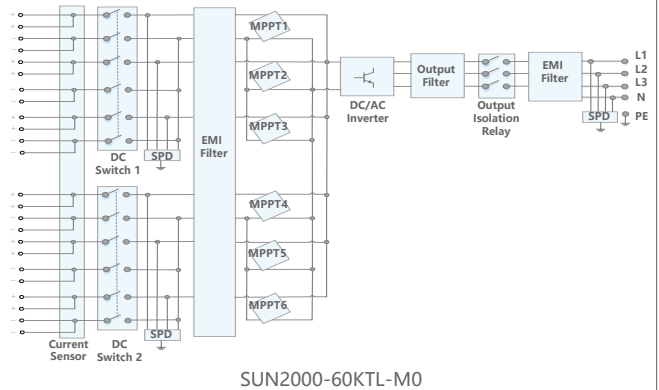 MPPT1
MPPT2
MPPT3
MPPT4
MPPT5
MPPT6
EMI
Filter
DC
Switch 1
SPD
DC/AC
Inverter
Output
Filter
Output
Isolation
Relay
EMI
Filter
L1
L2
L3
N
SPD
PE
Current
Sensor
DC
Switch 2
SPD
SUN2000-60KTL-M0